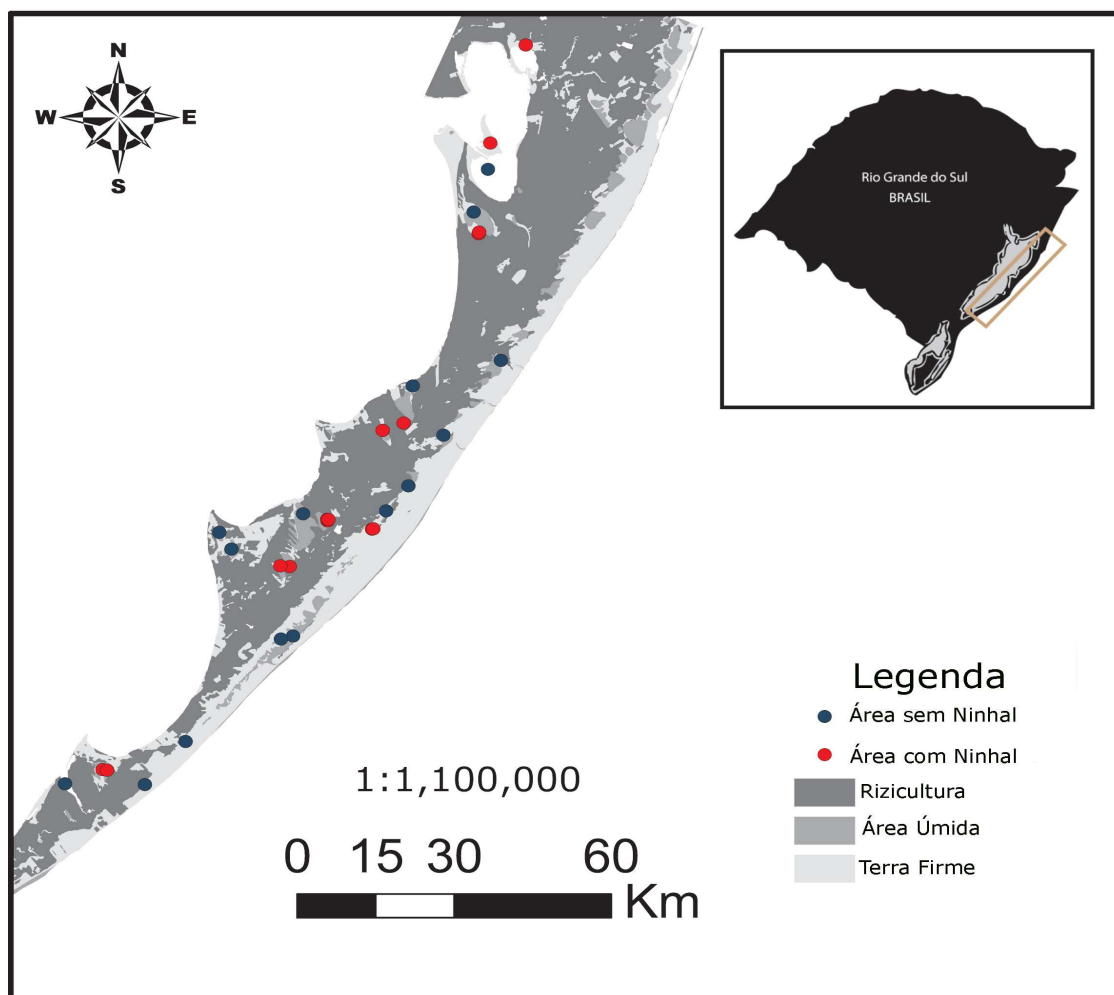 N
W E
S
Rio Grande do Sul
BRASIL
Legenda
Área sem Ninhal
Área com Ninhal
Rizicultura
Área Úmida
Terra Firme
1:1,100,000
0 15 30 60
Km